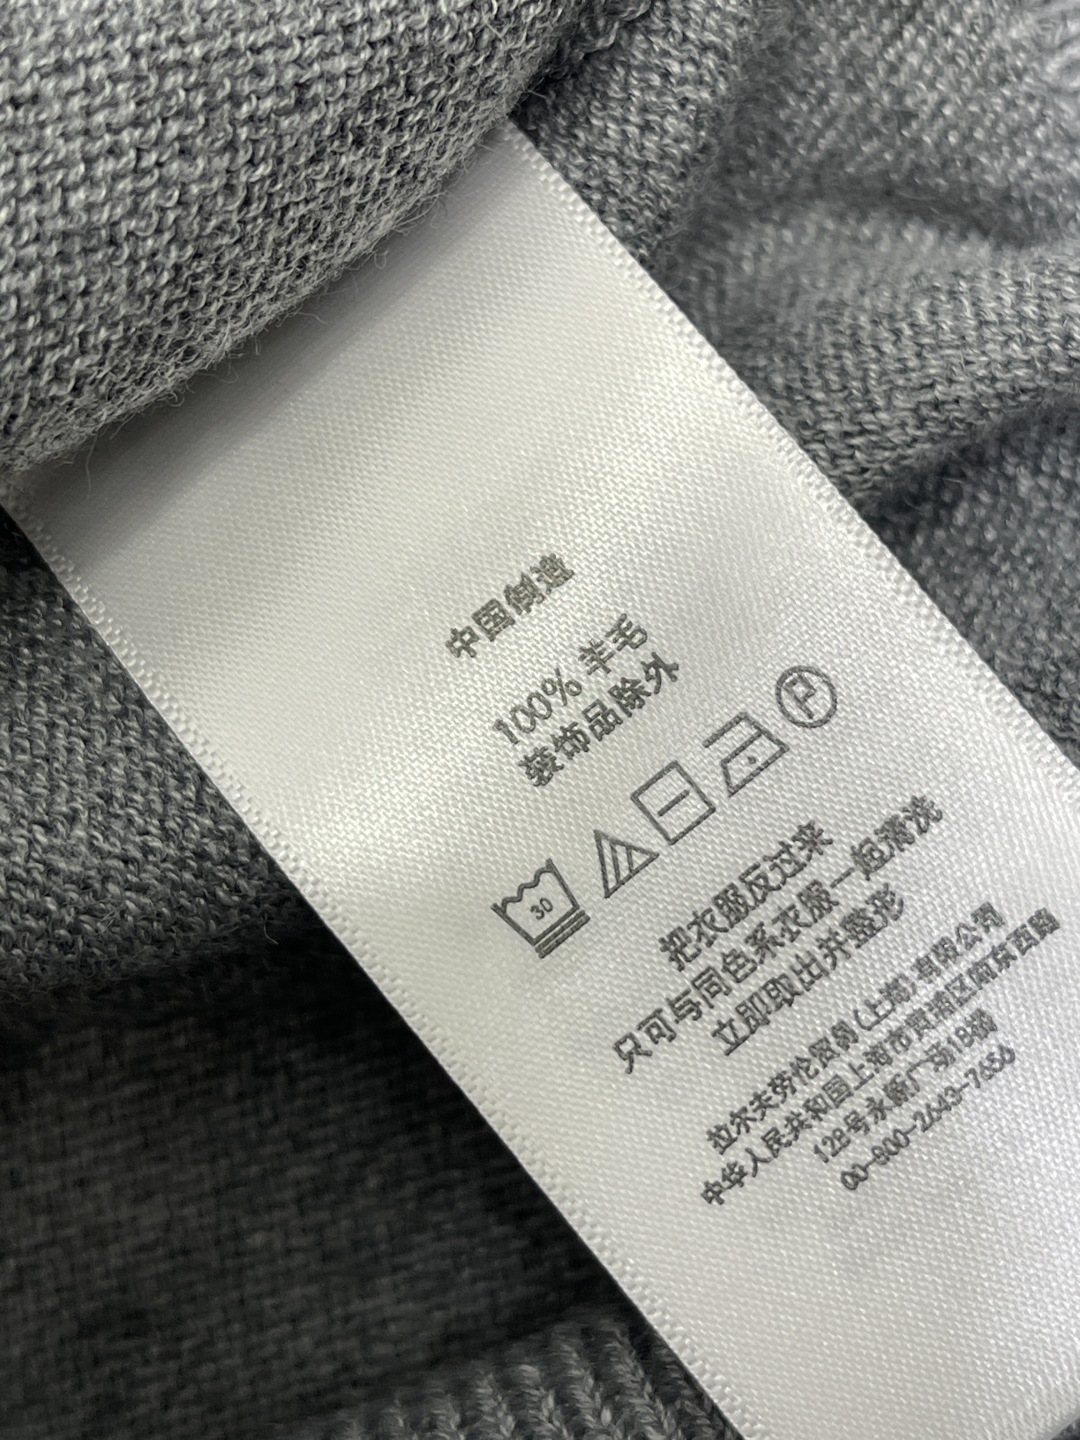 中国制造
100% 羊毛
装饰品除外
30
P
把衣服反过来
只可与同色系衣服一起清洗
立即取出并整形
拉尔夫劳伦贸易(上海)有限公司
中华人民共和国上海市黄浦区南京西路
128号永新广场18楼
00-800-2643-7656